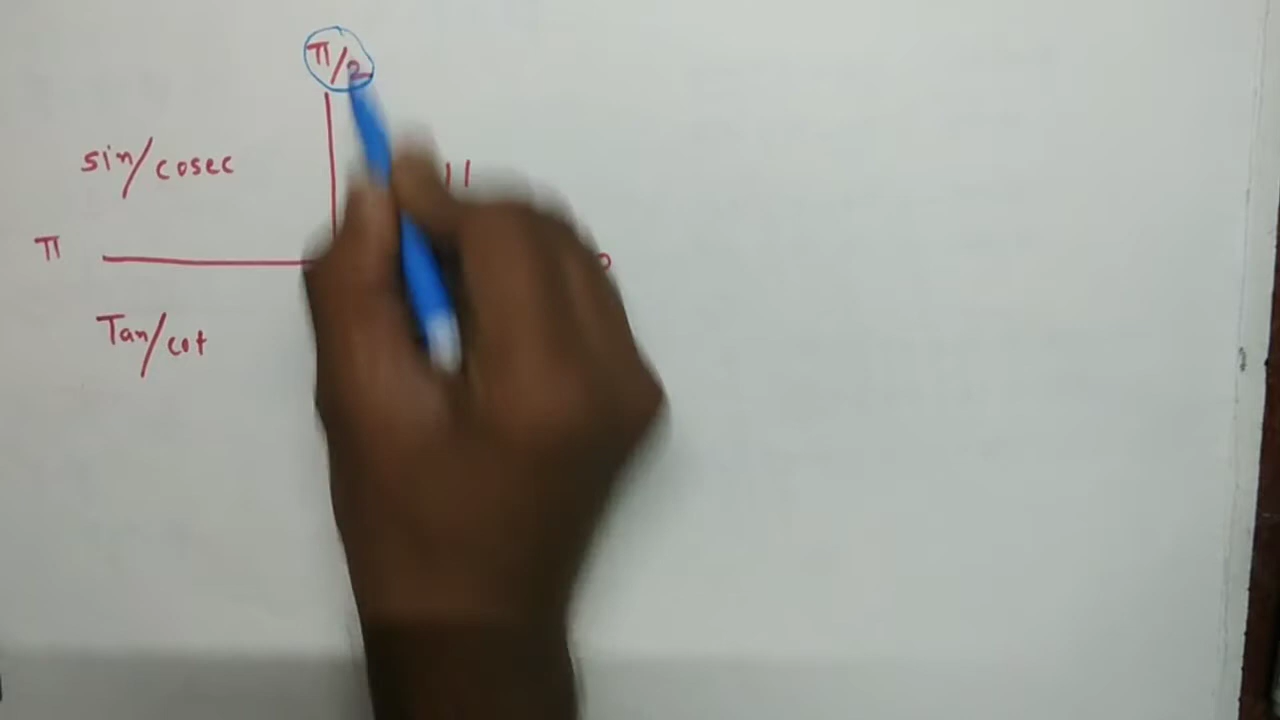 π/2
sin/cosec
π
Tan/cot